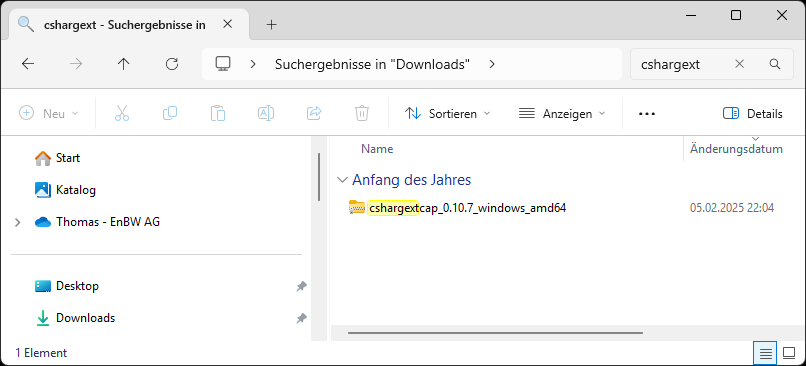 cshargext - Suchergebnisse in
Suchergebnisse in "Downloads"
cshargext
Neu
Sortieren
Anzeigen
Details
Start
Katalog
Thomas - EnBW AG
Desktop
Downloads
Name
Änderungsdatum
Anfang des Jahres
cshargextcap_0.10.7_windows_amd64
05.02.2025 22:04
1 Element